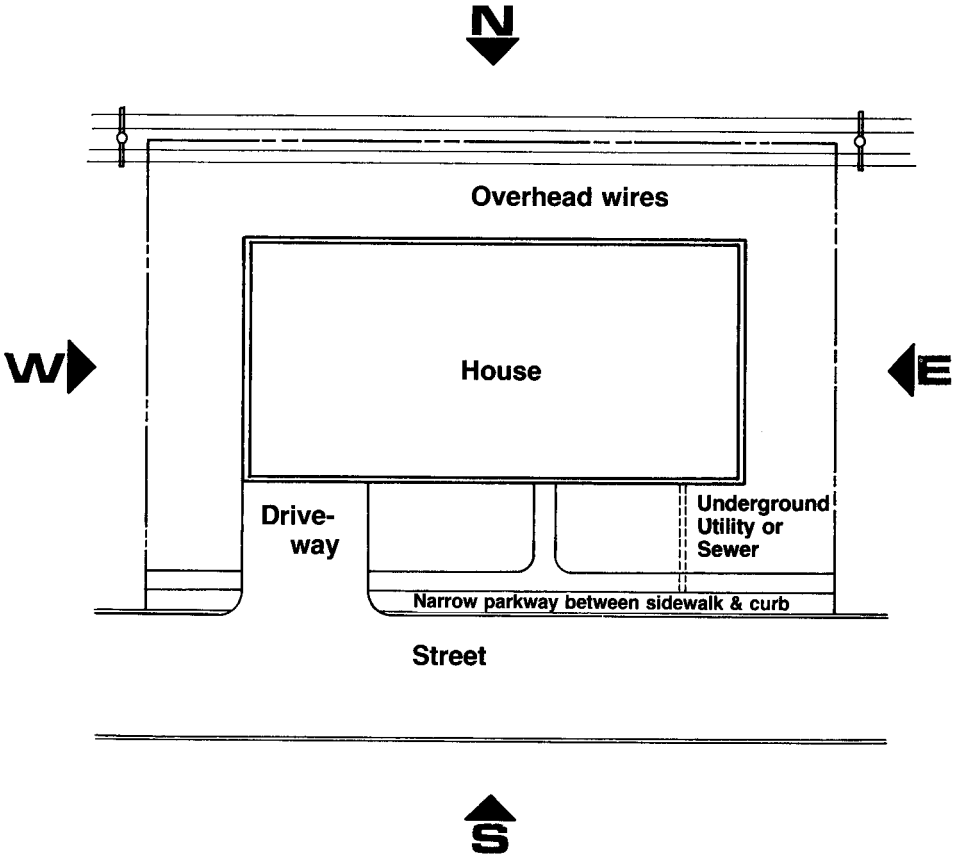 N
Overhead wires
W
House
E
Drive-
way
Underground
Utility or
Sewer
Narrow parkway between sidewalk & curb
Street
S